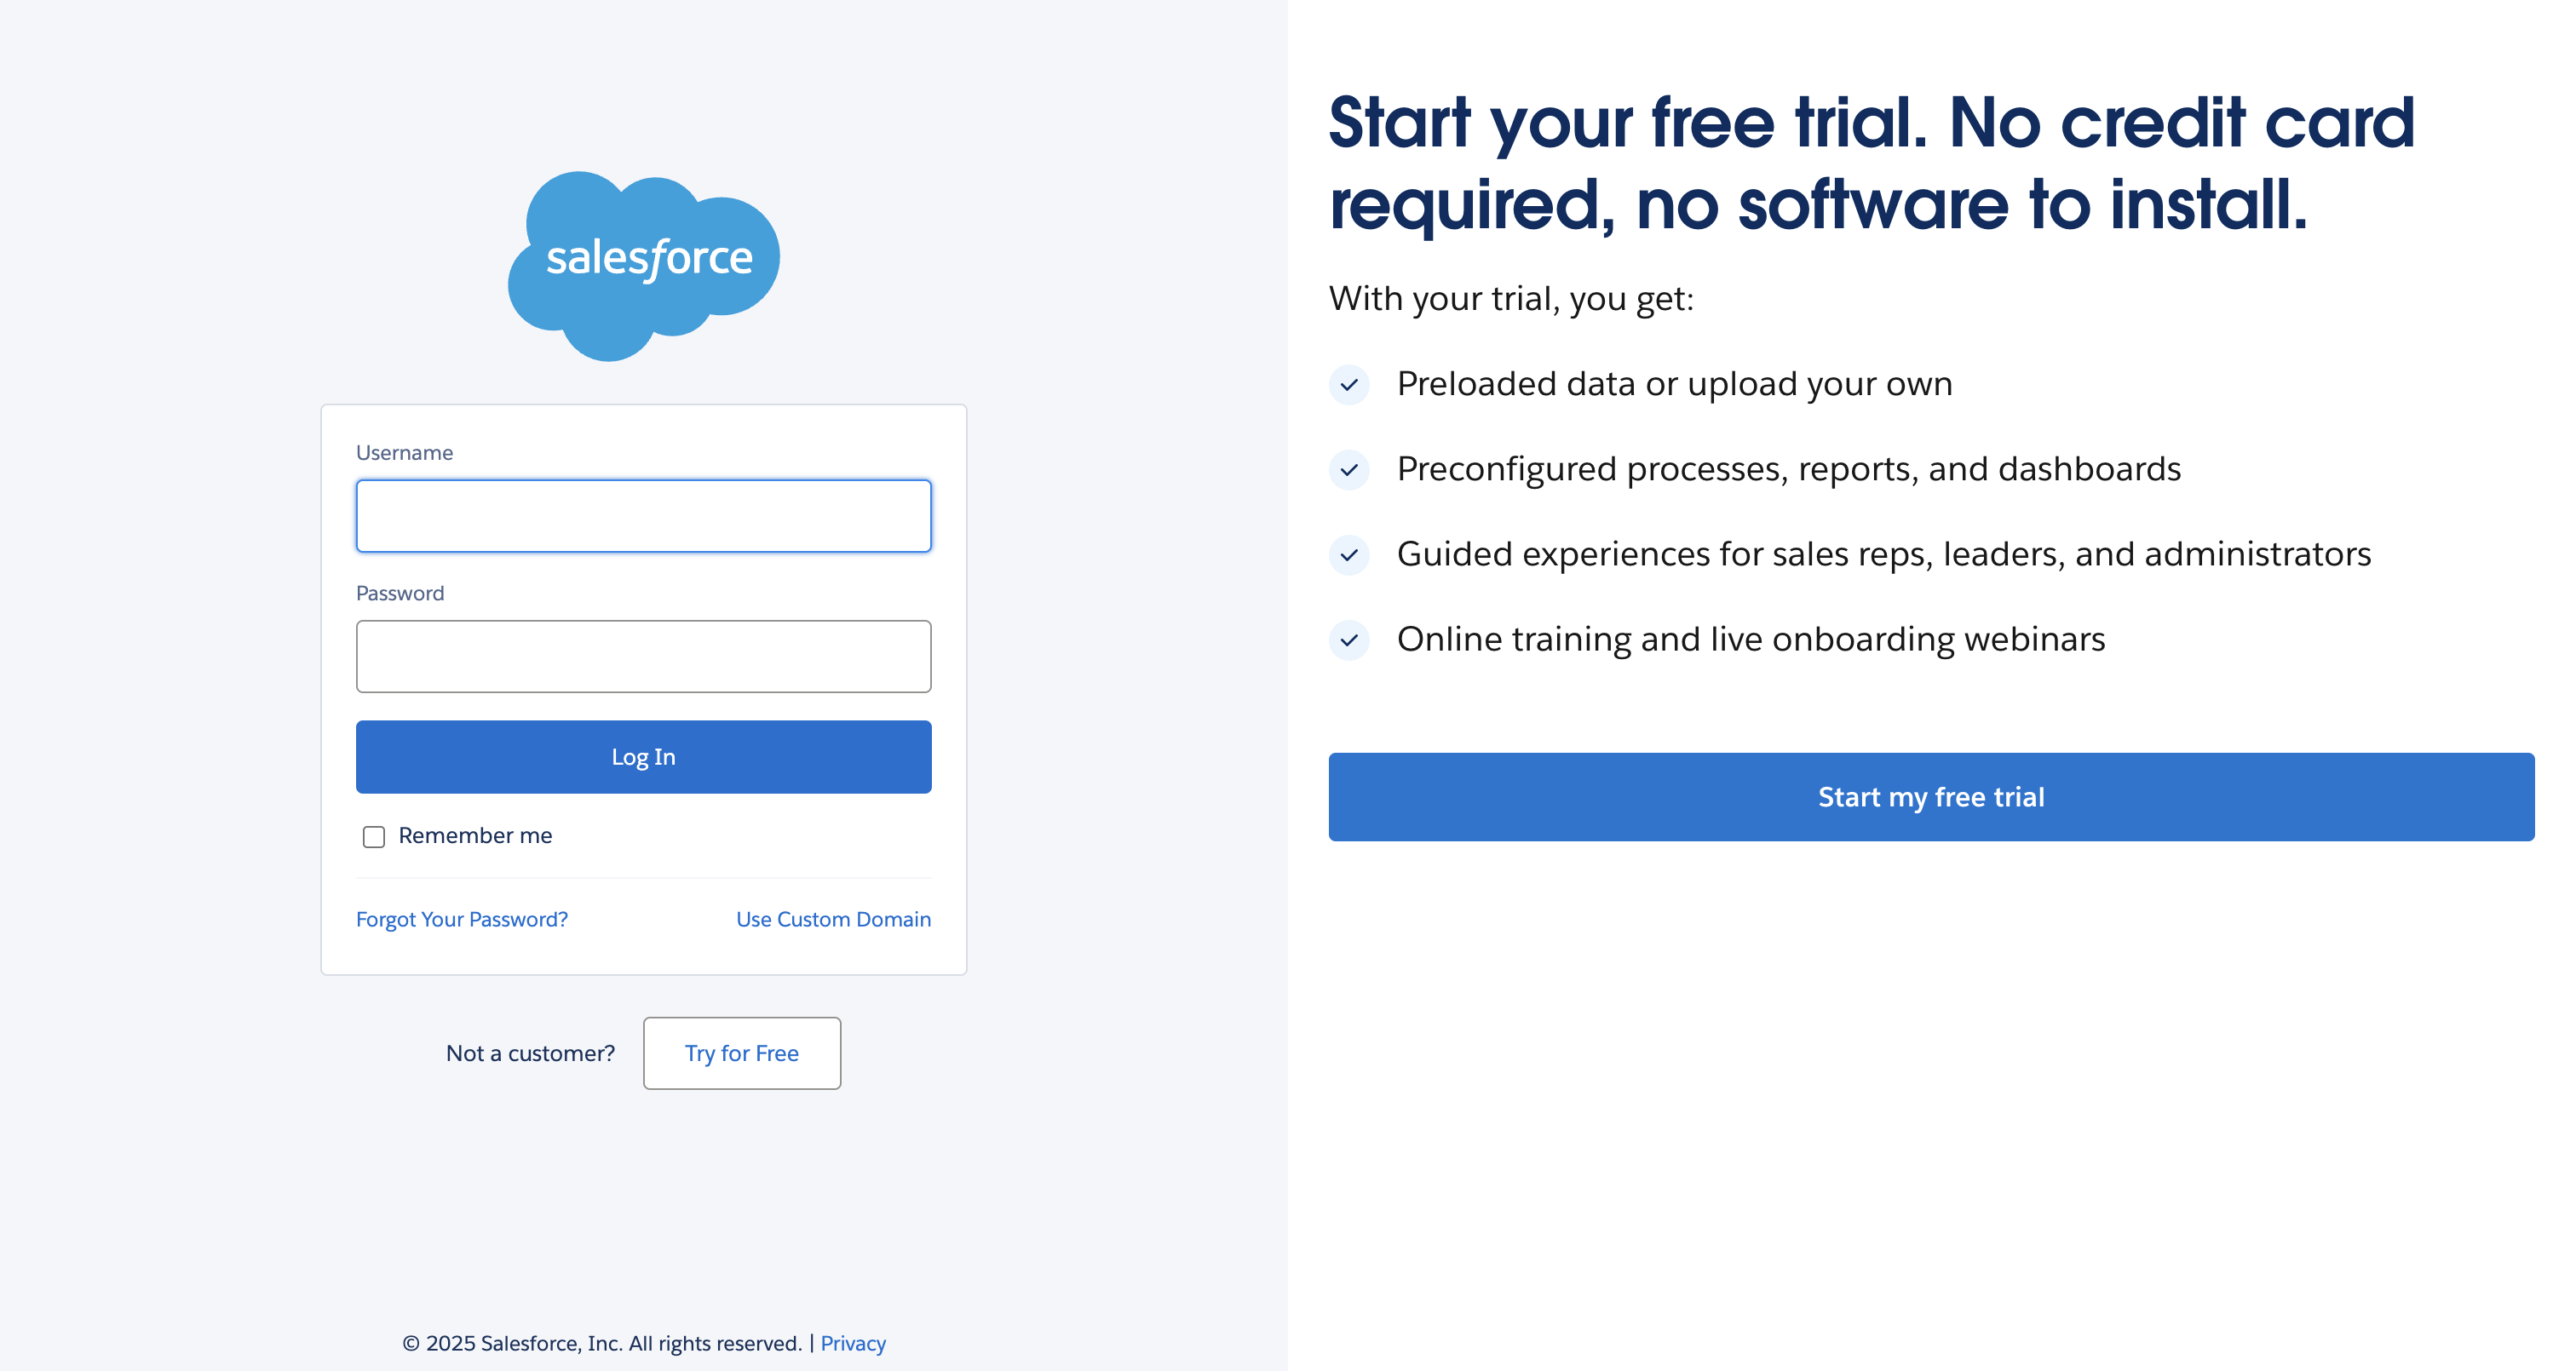 salesforce
Username
Password
Log In
Remember me
Forgot Your Password?
Use Custom Domain
Not a customer?
Try for Free
© 2025 Salesforce, Inc. All rights reserved. | Privacy
Start your free trial. No credit card
required, no software to install.
With your trial, you get:
Preloaded data or upload your own
Preconfigured processes, reports, and dashboards
Guided experiences for sales reps, leaders, and administrators
Online training and live onboarding webinars
Start my free trial